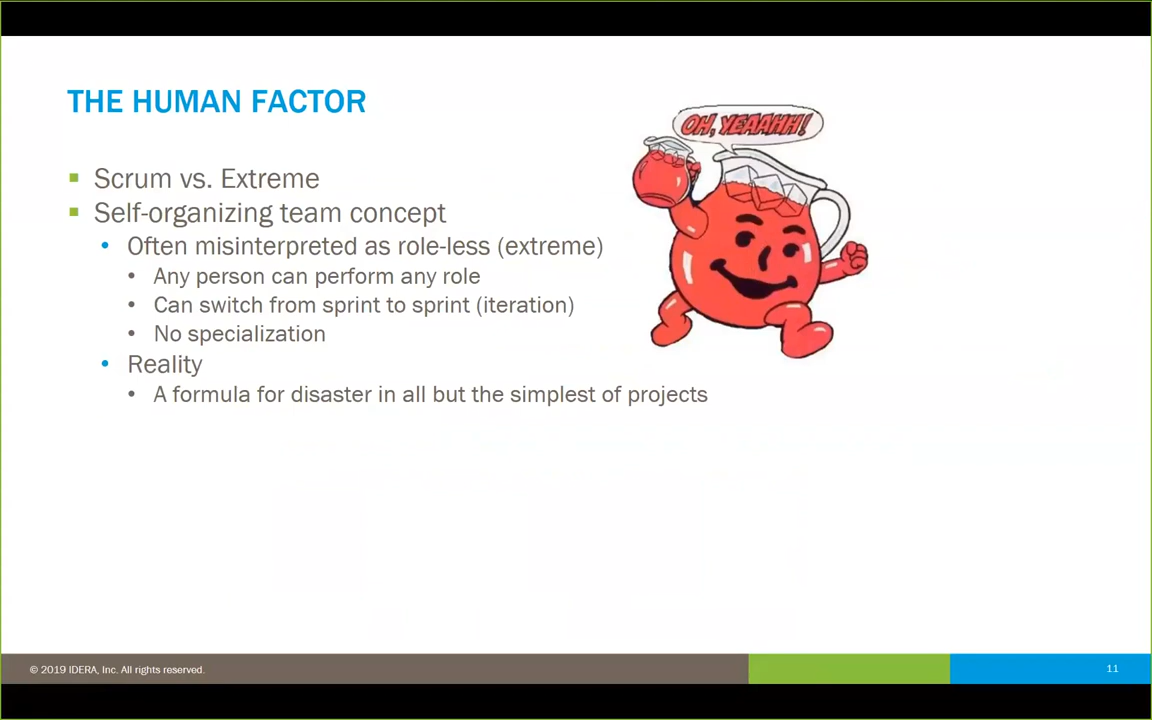 THE HUMAN FACTOR
OH, YEAAHH!
Scrum vs. Extreme
Self-organizing team concept
Often misinterpreted as role-less (extreme)
Any person can perform any role
Can switch from sprint to sprint (iteration)
No specialization
Reality
A formula for disaster in all but the simplest of projects
© 2019 IDERA, Inc. All rights reserved.
11